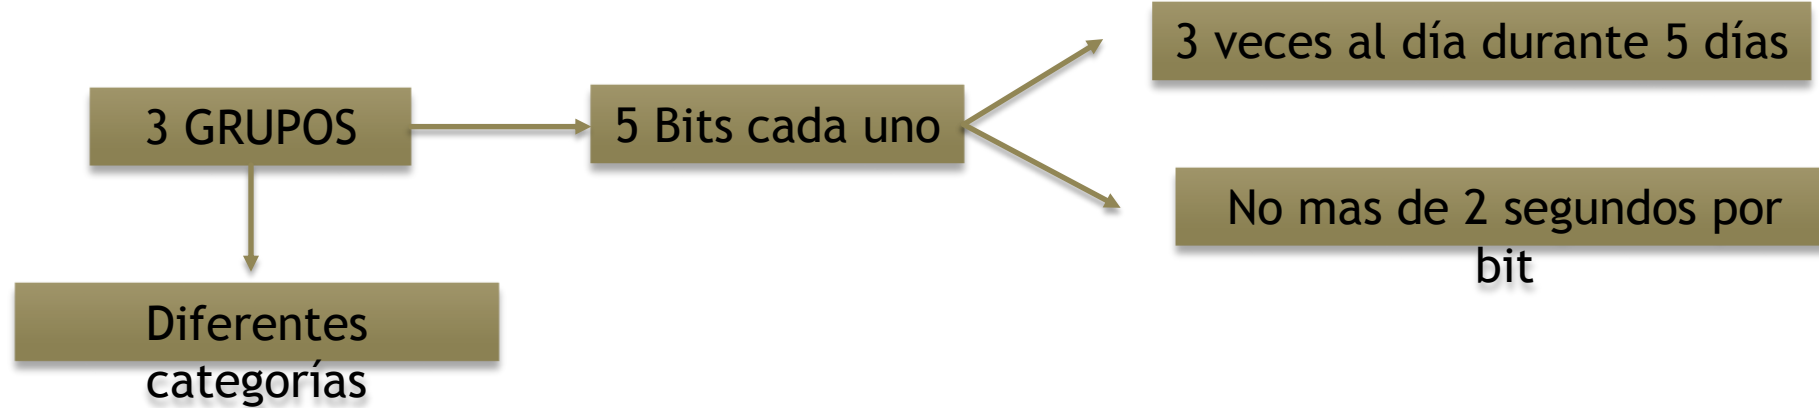 3 GRUPOS
Diferentes
categorías
5 Bits cada uno
3 veces al día durante 5 días
No mas de 2 segundos por
bit